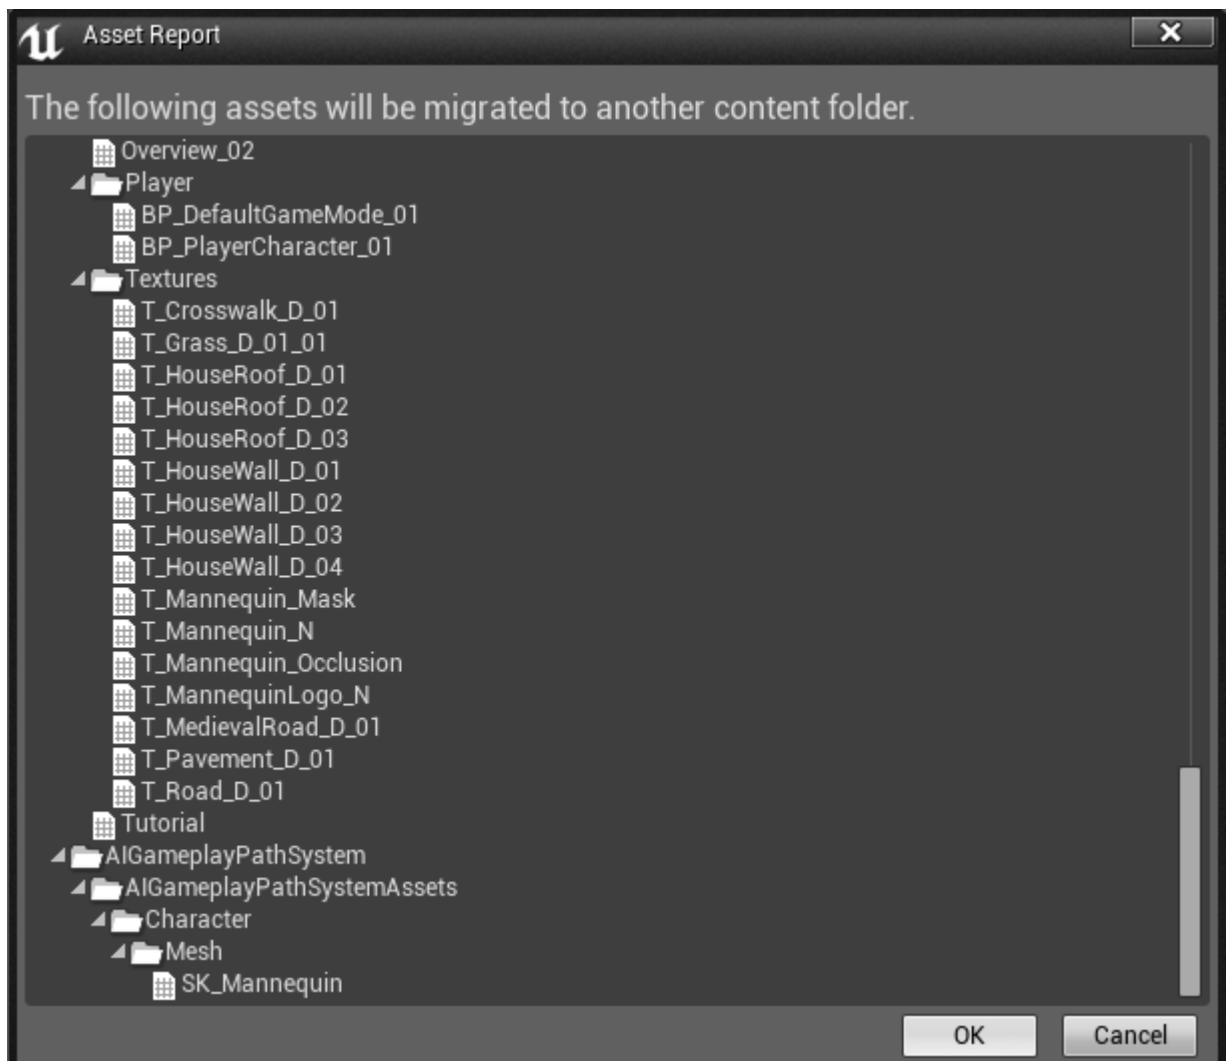 Asset Report
The following assets will be migrated to another content folder.
Overview_02
Player
BP_DefaultGameMode_01
BP_PlayerCharacter_01
Textures
T_Crosswalk_D_01
T_Grass_D_01_01
T_HouseRoof_D_01
T_HouseRoof_D_02
T_HouseRoof_D_03
T_HouseWall_D_01
T_HouseWall_D_02
T_HouseWall_D_03
T_HouseWall_D_04
T_Mannequin_Mask
T_Mannequin_N
T_Mannequin_Occlusion
T_MannequinLogo_N
T_MedievalRoad_D_01
T_Pavement_D_01
T_Road_D_01
Tutorial
AIGameplayPathSystem
AIGameplayPathSystemAssets
Character
Mesh
SK_Mannequin
OK Cancel